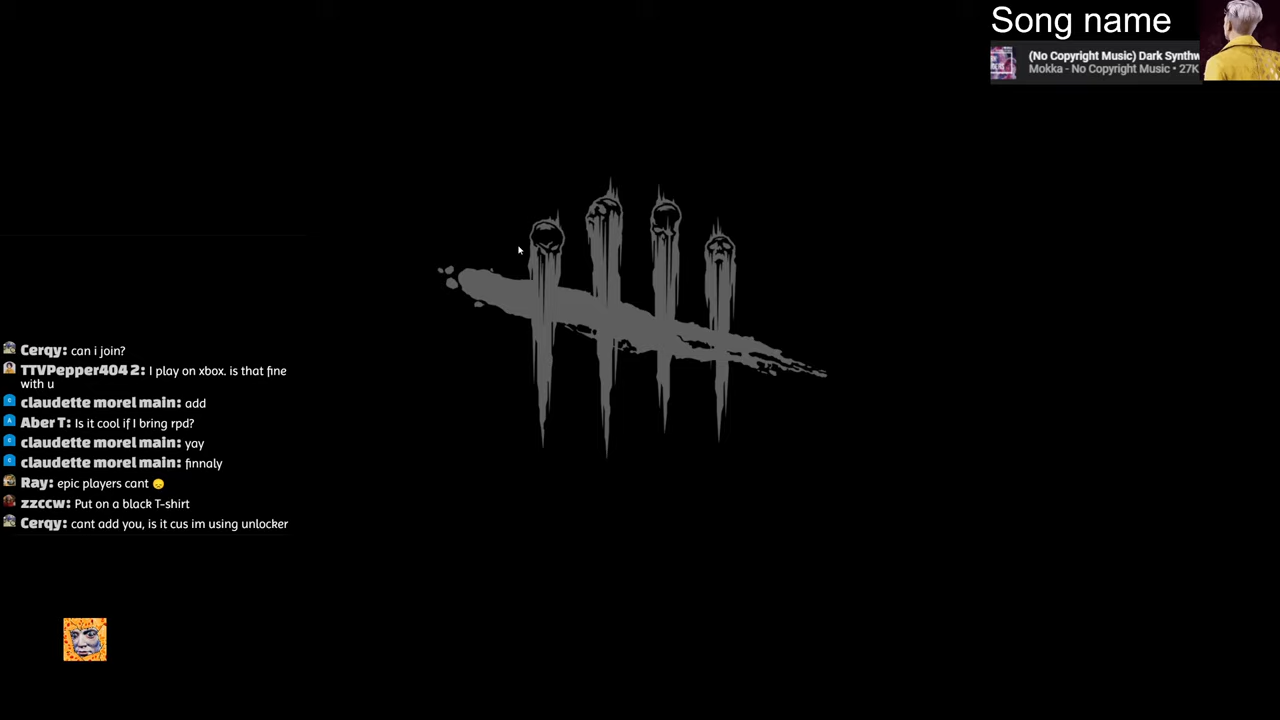 Song name
(No Copyright Music) Dark Synthw
Mokka - No Copyright Music • 27K
Cerqy: can i join?
TTVPepper404 2: I play on xbox. is that fine
with u
claudette morel main: add
Aber T: Is it cool if I bring rpd?
claudette morel main: yay
claudette morel main: finnaly
Ray: epic players cant 😞
zzccw: Put on a black T-shirt
Cerqy: cant add you, is it cus im using unlocker